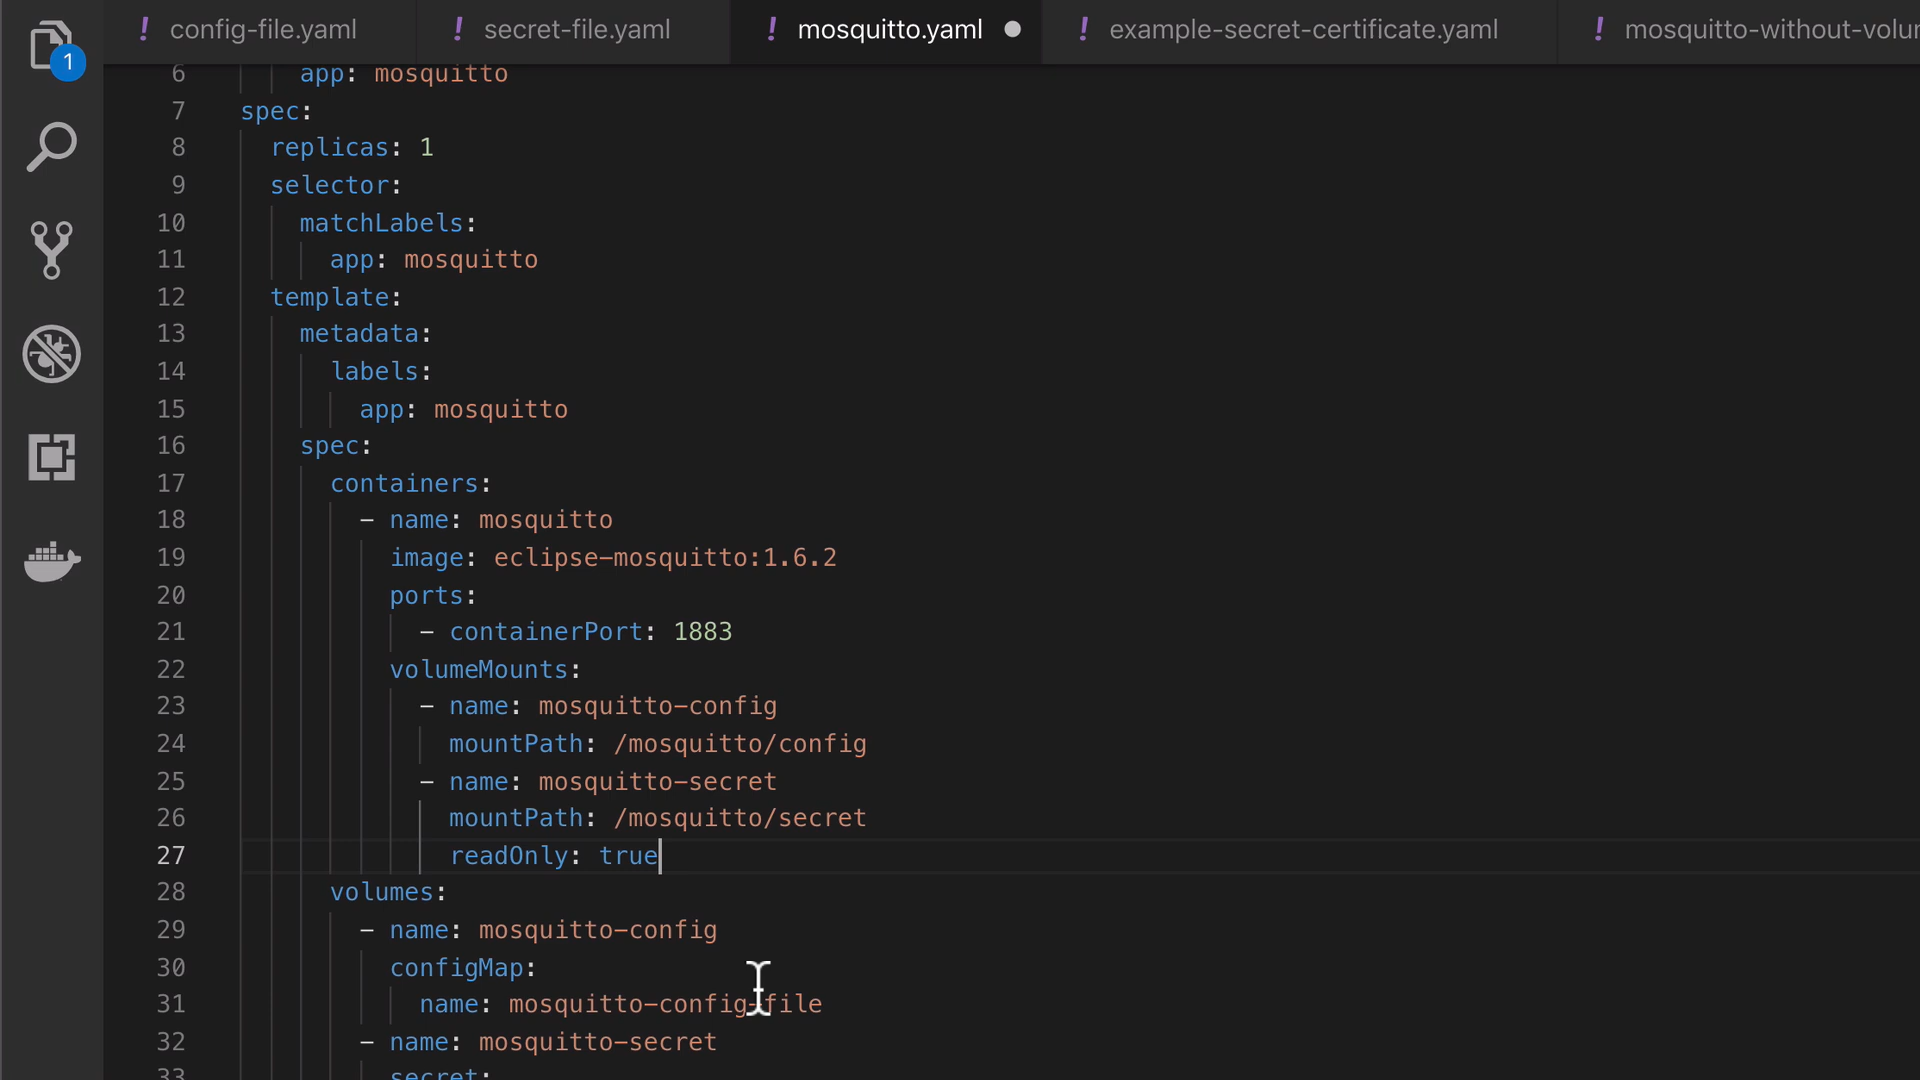 config-file.yaml
secret-file.yaml
mosquitto.yaml
example-secret-certificate.yaml
mosquitto-without-volu
1
6 app: mosquitto
7 spec:
8 replicas: 1
9 selector:
10 matchLabels:
11 app: mosquitto
12 template:
13 metadata:
14 labels:
15 app: mosquitto
16 spec:
17 containers:
18 - name: mosquitto
19 image: eclipse-mosquitto:1.6.2
20 ports:
21 - containerPort: 1883
22 volumeMounts:
23 - name: mosquitto-config
24 mountPath: /mosquitto/config
25 - name: mosquitto-secret
26 mountPath: /mosquitto/secret
27 readOnly: true
28 volumes:
29 - name: mosquitto-config
30 configMap:
31 name: mosquitto-config-file
32 - name: mosquitto-secret
33 secret: